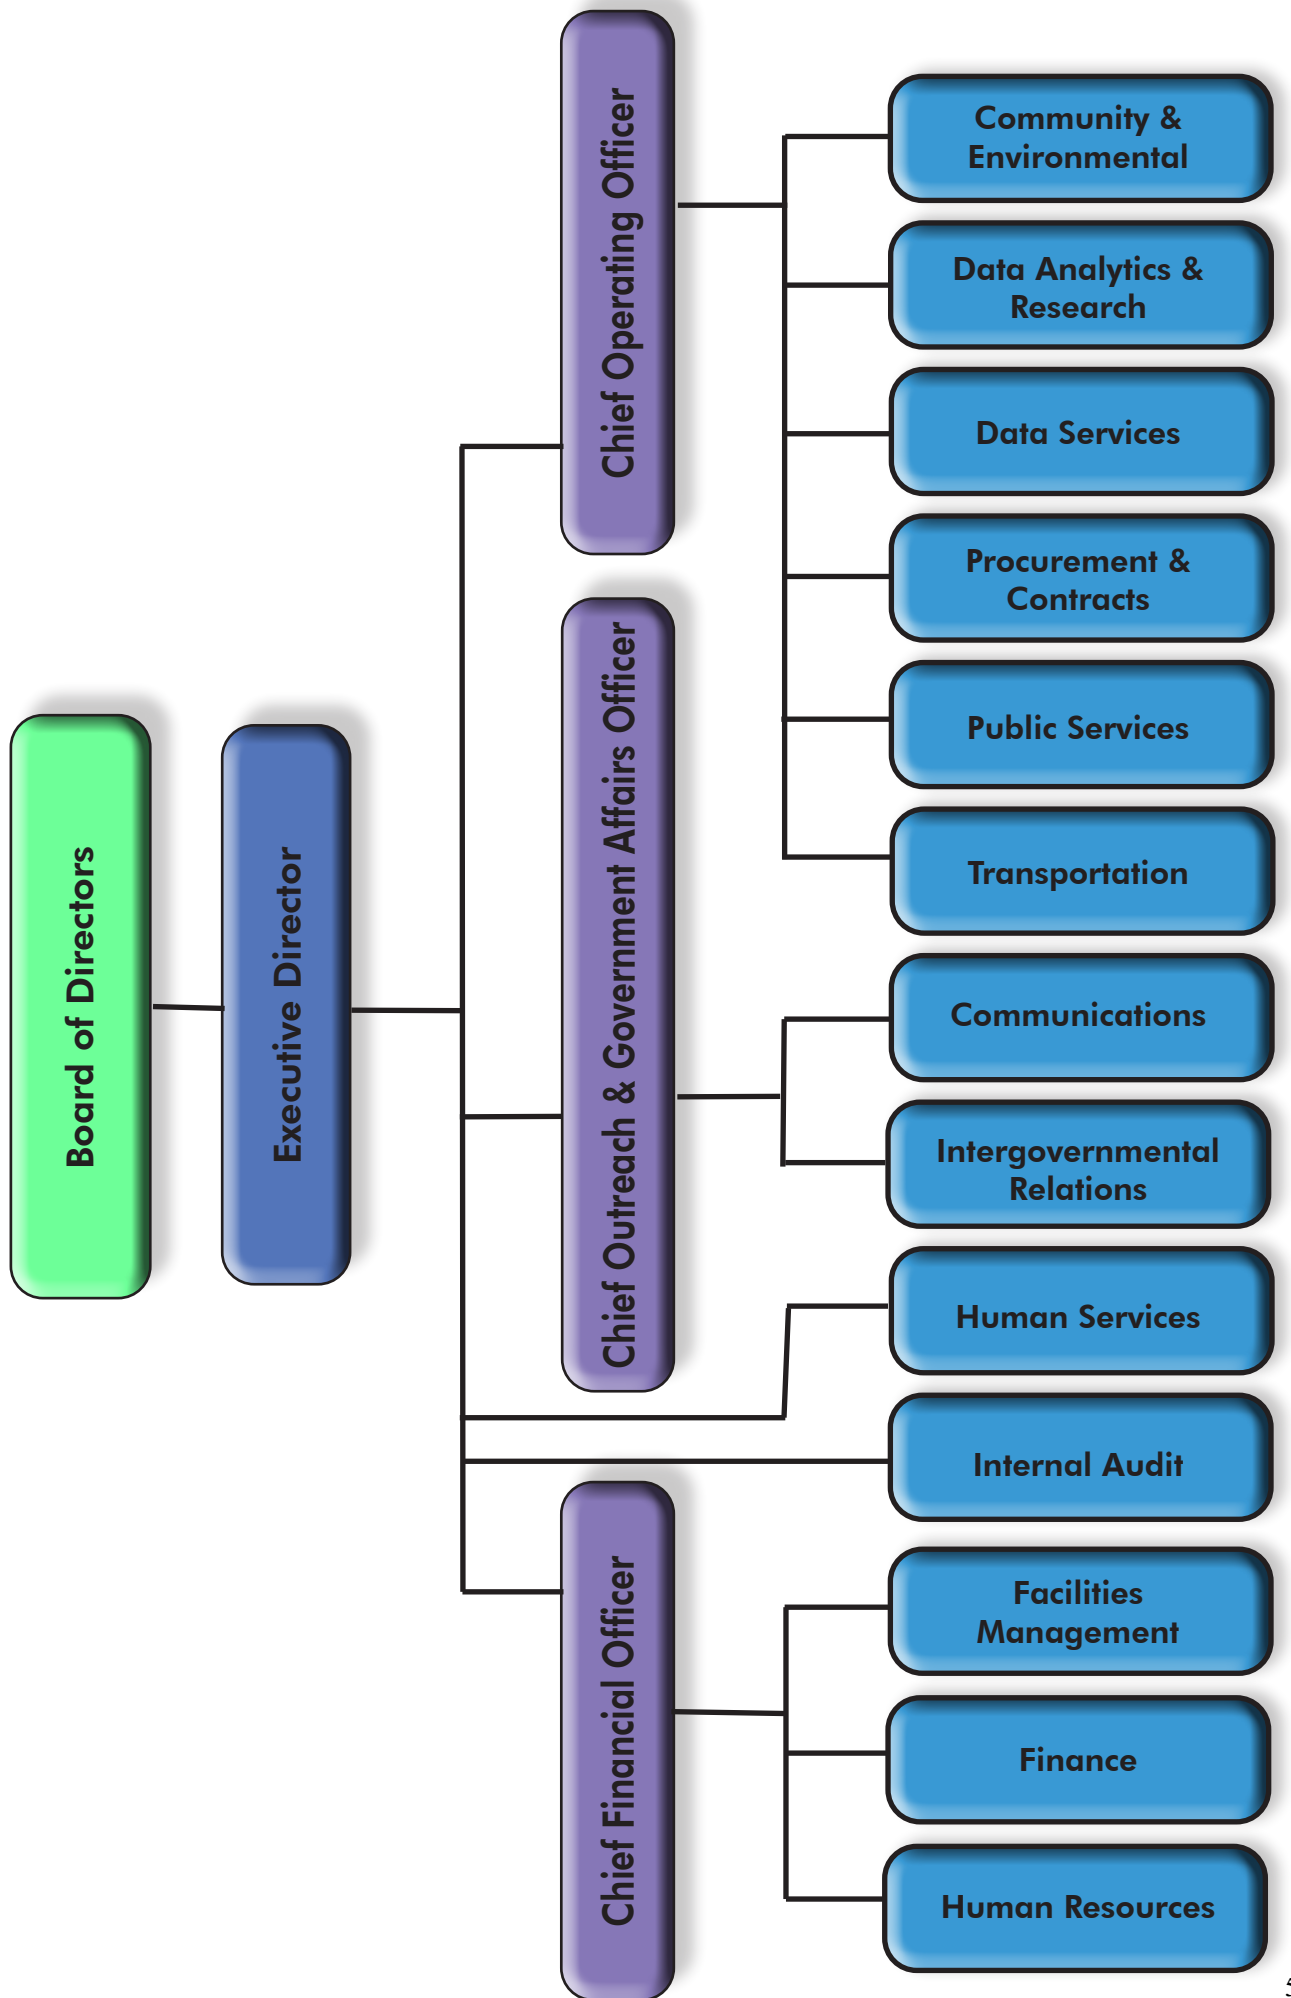 Board of Directors
Executive Director
Chief Operating Officer
Chief Outreach & Government Affairs Officer
Chief Financial Officer
Community &
Environmental
Data Analytics &
Research
Data Services
Procurement &
Contracts
Public Services
Transportation
Communications
Intergovernmental
Relations
Human Services
Internal Audit
Facilities
Management
Finance
Human Resources